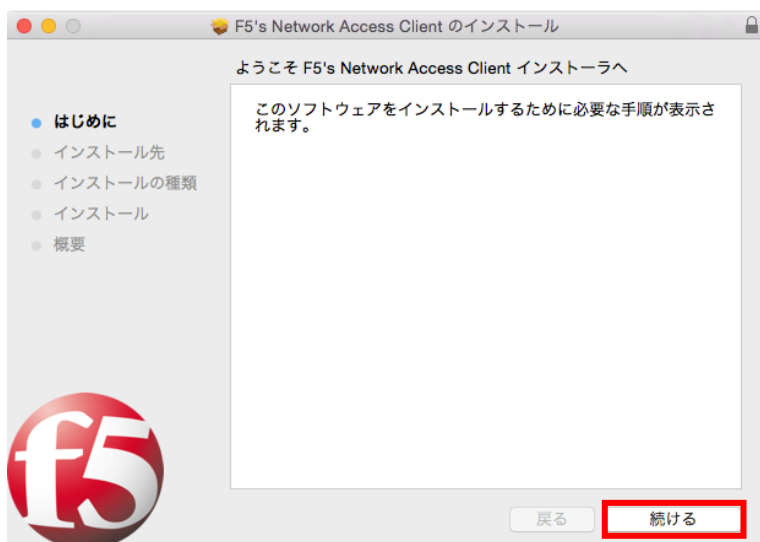 F5's Network Access Client のインストール
ようこそ F5's Network Access Client インストーラへ
はじめに
インストール先
インストールの種類
インストール
概要
このソフトウェアをインストールするために必要な手順が表示さ
れます。
f5
戻る
続ける